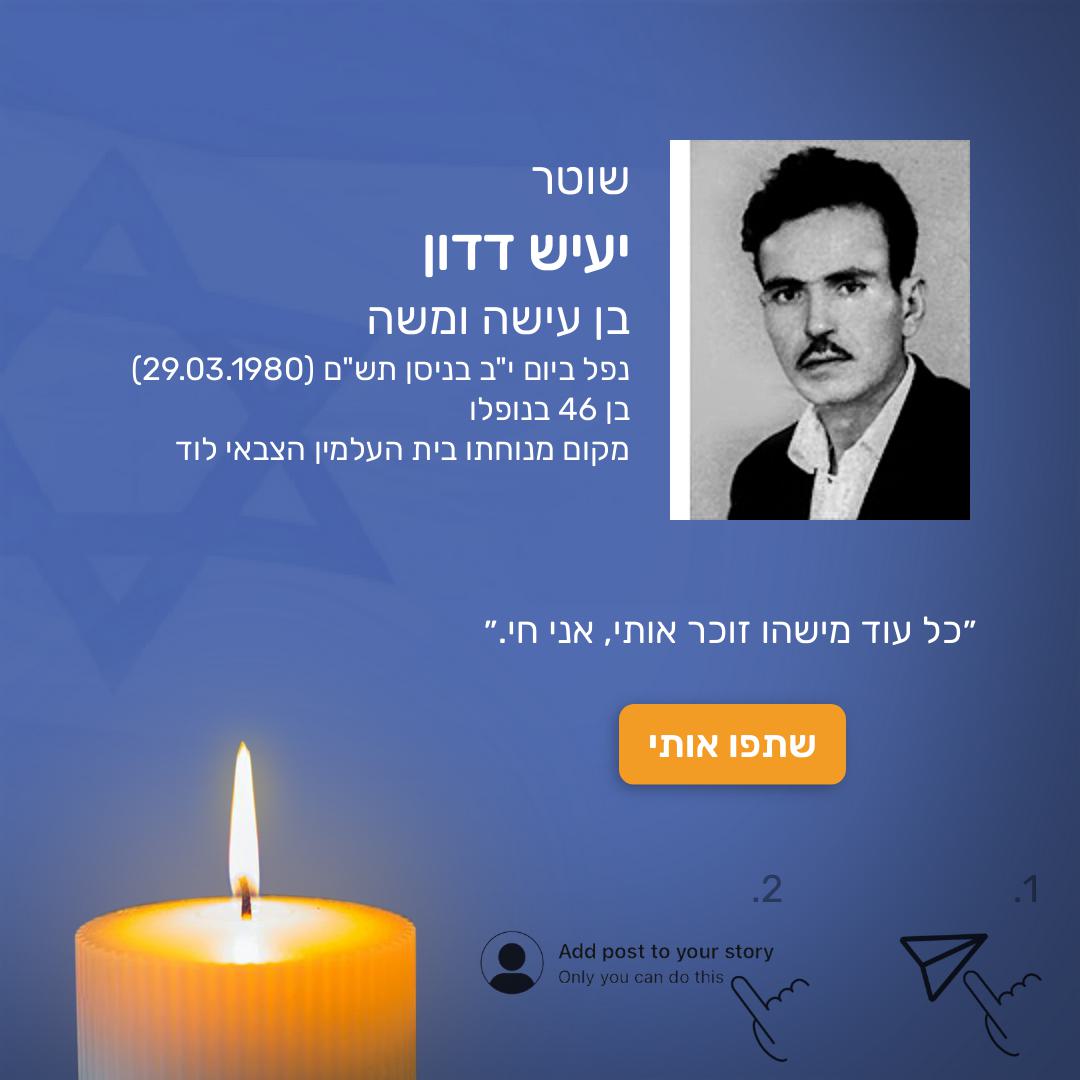 שוטר
יעיש דדון
בן עישה ומשה
נפל ביום י"ב בניסן תש"ם (29.03.1980)
בן 46 בנופלו
מקום מנוחתו בית העלמין הצבאי לוד
״כל עוד מישהו זוכר אותי, אני חי.״
שתפו אותי
1.
2.
Add post to your story
Only you can do this